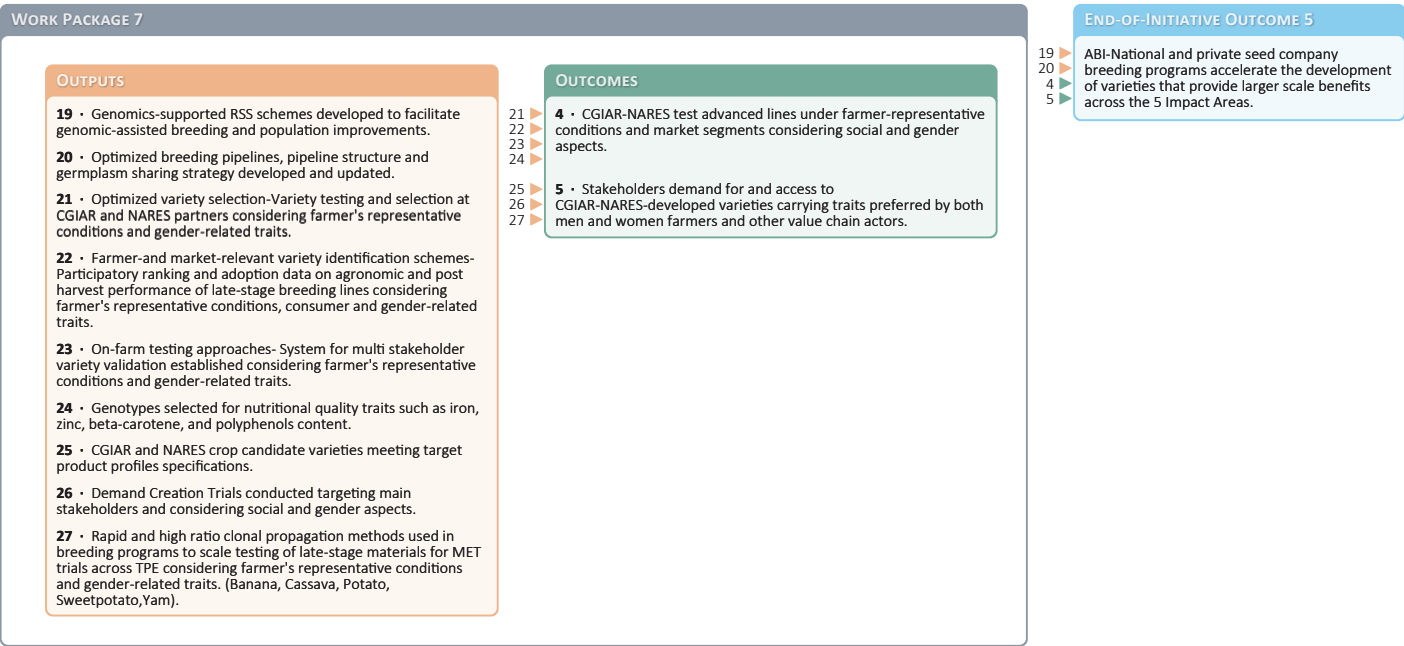 WORK PACKAGE 7
OUTPUTS
19 · Genomics-supported RSS schemes developed to facilitate
genomic-assisted breeding and population improvements.
20 · Optimized breeding pipelines, pipeline structure and
germplasm sharing strategy developed and updated.
21 · Optimized variety selection-Variety testing and selection at
CGIAR and NARES partners considering farmer's representative
conditions and gender-related traits.
22 · Farmer-and market-relevant variety identification schemes-
Participatory ranking and adoption data on agronomic and post
harvest performance of late-stage breeding lines considering
farmer's representative conditions, consumer and gender-related
traits.
23 · On-farm testing approaches- System for multi stakeholder
variety validation established considering farmer's representative
conditions and gender-related traits.
24 · Genotypes selected for nutritional quality traits such as iron,
zinc, beta-carotene, and polyphenols content.
25 · CGIAR and NARES crop candidate varieties meeting target
product profiles specifications.
26 · Demand Creation Trials conducted targeting main
stakeholders and considering social and gender aspects.
27 · Rapid and high ratio clonal propagation methods used in
breeding programs to scale testing of late-stage materials for MET
trials across TPE considering farmer's representative conditions
and gender-related traits. (Banana, Cassava, Potato,
Sweetpotato,Yam).
21
22
23
24
25
26
27
OUTCOMES
4 · CGIAR-NARES test advanced lines under farmer-representative
conditions and market segments considering social and gender
aspects.
5 · Stakeholders demand for and access to
CGIAR-NARES-developed varieties carrying traits preferred by both
men and women farmers and other value chain actors.
19
20
4
5
END-OF-INITIATIVE OUTCOME 5
ABI-National and private seed company
breeding programs accelerate the development
of varieties that provide larger scale benefits
across the 5 Impact Areas.